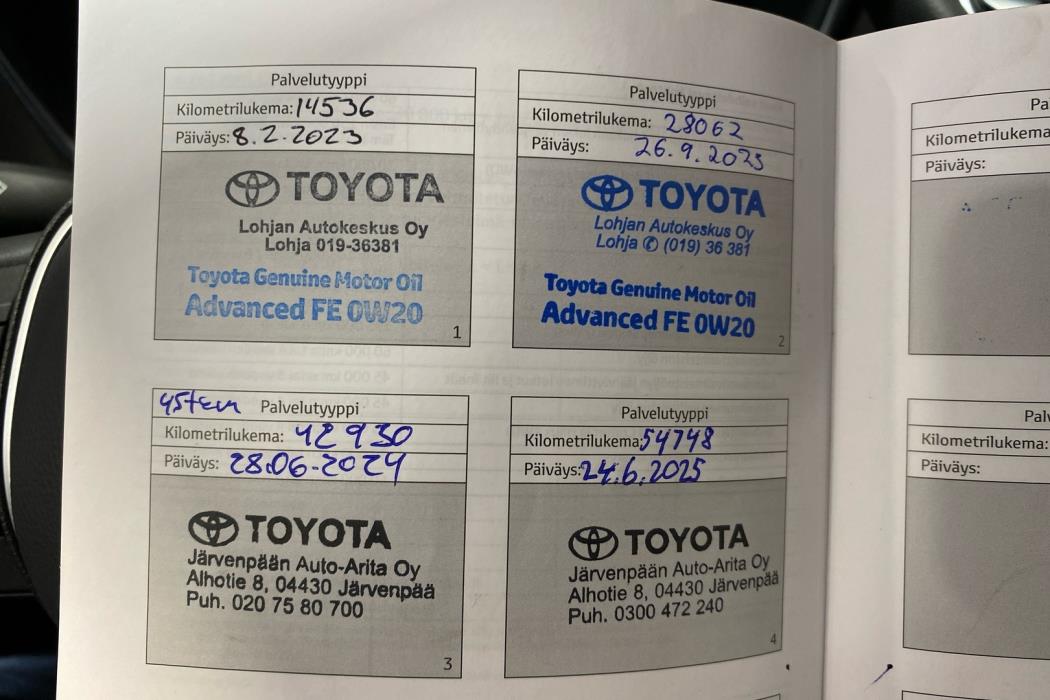 Palvelutyyppi
Kilometrilukema: 14536
Päiväys: 8.2.2023
TOYOTA
Lohjan Autokeskus Oy
Lohja 019-36381
Toyota Genuine Motor Oil
Advanced FE 0W20
1
Palvelutyyppi
Kilometrilukema: 28062
Päiväys: 26.9.2023
TOYOTA
Lohjan Autokeskus Oy
Lohja ✆ (019) 36 381
Toyota Genuine Motor Oil
Advanced FE 0W20
2
45tkm Palvelutyyppi
Kilometrilukema: 42930
Päiväys: 28.06.2024
TOYOTA
Järvenpään Auto-Arita Oy
Alhotie 8, 04430 Järvenpää
Puh. 020 75 80 700
3
Palvelutyyppi
Kilometrilukema: 54748
Päiväys: 24.6.2025
TOYOTA
Järvenpään Auto-Arita Oy
Alhotie 8, 04430 Järvenpää
Puh. 0300 472 240
4
Pa
Kilometrilukema
Päiväys:
Palv
Kilometrilukema:
Päiväys: